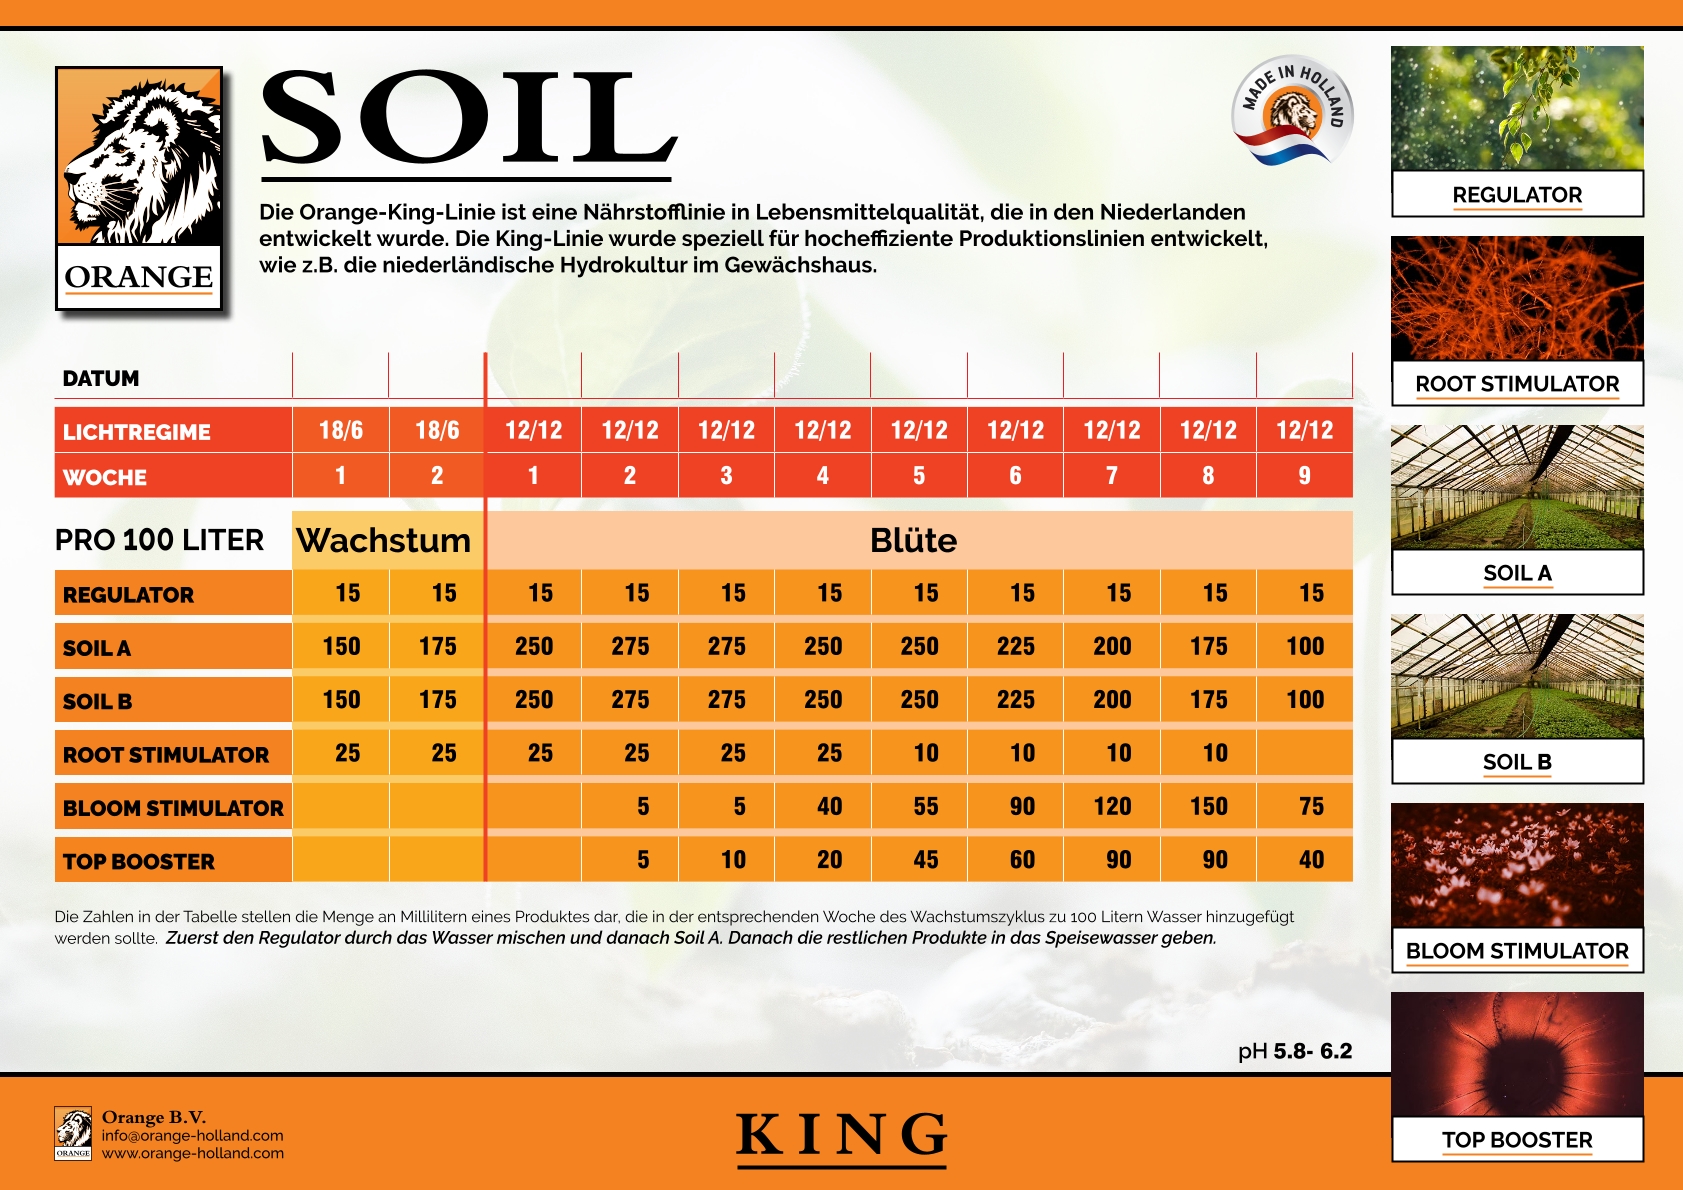 SOIL
MADE IN HOLLAND
ORANGE
Die Orange-King-Linie ist eine Nährstofflinie in Lebensmittelqualität, die in den Niederlanden
entwickelt wurde. Die King-Linie wurde speziell für hocheffiziente Produktionslinien entwickelt,
wie z.B. die niederländische Hydrokultur im Gewächshaus.
DATUM
LICHTREGIME 18/6 18/6 12/12 12/12 12/12 12/12 12/12 12/12 12/12 12/12 12/12
WOCHE 1 2 1 2 3 4 5 6 7 8 9
PRO 100 LITER Wachstum Blüte
REGULATOR 15 15 15 15 15 15 15 15 15 15 15
SOIL A 150 175 250 275 275 250 250 225 200 175 100
SOIL B 150 175 250 275 275 250 250 225 200 175 100
ROOT STIMULATOR 25 25 25 25 25 25 10 10 10 10
BLOOM STIMULATOR 5 5 40 55 90 120 150 75
TOP BOOSTER 5 10 20 45 60 90 90 40
Die Zahlen in der Tabelle stellen die Menge an Millilitern eines Produktes dar, die in der entsprechenden Woche des Wachstumszyklus zu 100 Litern Wasser hinzugefügt
werden sollte. Zuerst den Regulator durch das Wasser mischen und danach Soil A. Danach die restlichen Produkte in das Speisewasser geben.
pH 5.8- 6.2
REGULATOR
ROOT STIMULATOR
SOIL A
SOIL B
BLOOM STIMULATOR
TOP BOOSTER
ORANGE
Orange B.V.
info@orange-holland.com
www.orange-holland.com
KING